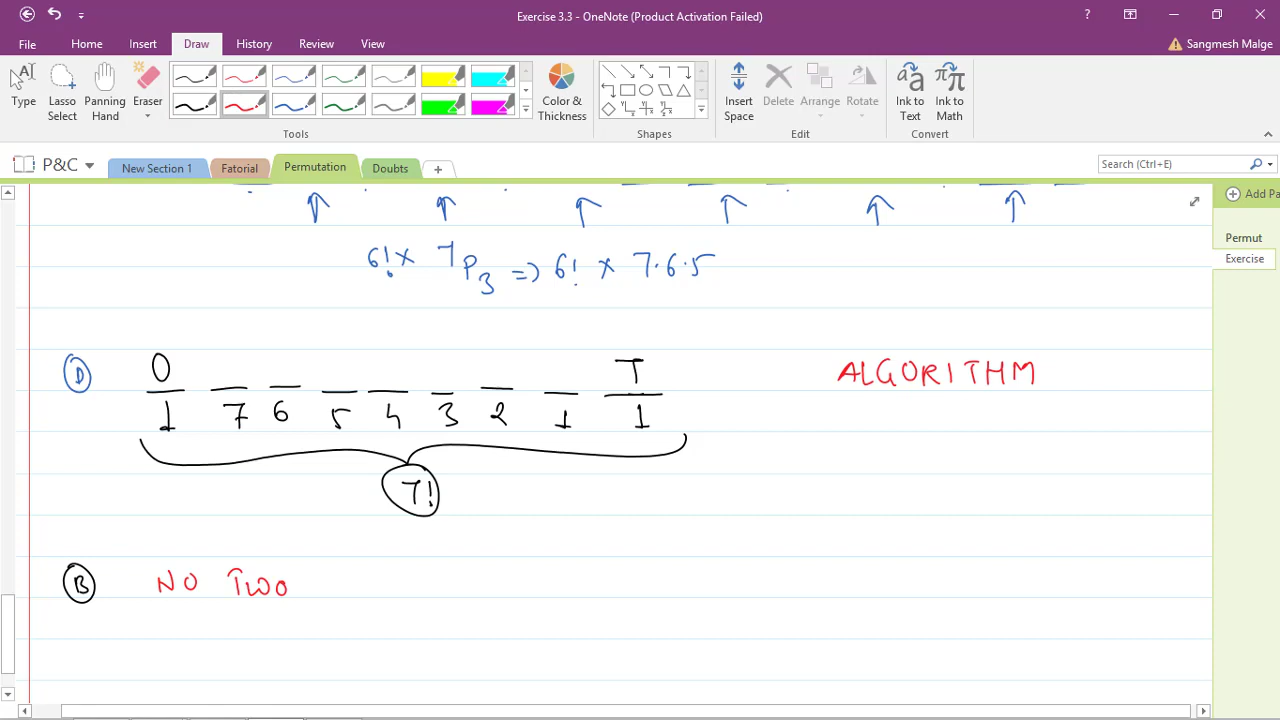 Exercise 3.3 - OneNote (Product Activation Failed)
File Home Insert Draw History Review View Sangmesh Malge
Type Lasso Select Panning Hand Eraser Color & Thickness Insert Space Delete Arrange Rotate Ink to Text Ink to Math
Tools Shapes Edit Convert
P&C New Section 1 Fatorial Permutation Doubts Search (Ctrl+E)
Add Pa
Permut
Exercise
6! × 7P3 => 6! × 7.6.5
D O T ALGORITHM
1 7 6 5 4 3 2 1 1
7!
B NO TWO